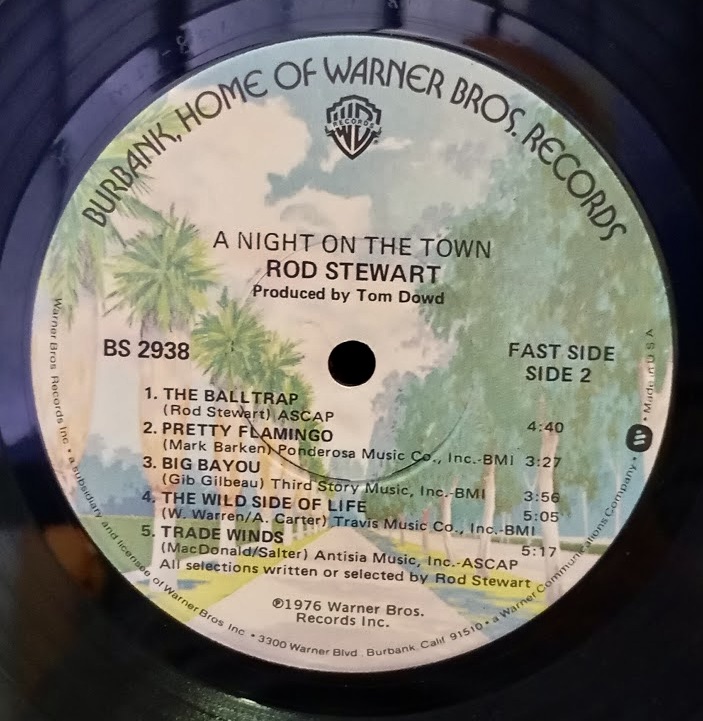 BURBANK, HOME OF WARNER BROS. RECORDS
RECORDS
A NIGHT ON THE TOWN
ROD STEWART
Produced by Tom Dowd
BS 2938
FAST SIDE
SIDE 2
1. THE BALLTRAP
(Rod Stewart) ASCAP 4:40
2. PRETTY FLAMINGO
(Mark Barken) Ponderosa Music Co., Inc.-BMI 3:27
3. BIG BAYOU
(Gib Gilbeau) Third Story Music, Inc.-BMI 3:56
4. THE WILD SIDE OF LIFE 5:05
(W. Warren/A. Carter) Travis Music Co., Inc.-BMI
5. TRADE WINDS 5:17
(MacDonald/Salter) Antisia Music, Inc.-ASCAP
All selections written or selected by Rod Stewart
℗1976 Warner Bros.
Records Inc.
Warner Bros Records Inc • a subsidiary and licensee of Warner Bros Inc • 3300 Warner Blvd Burbank Calif 91510 • a Warner Communications Company • Made in U S A